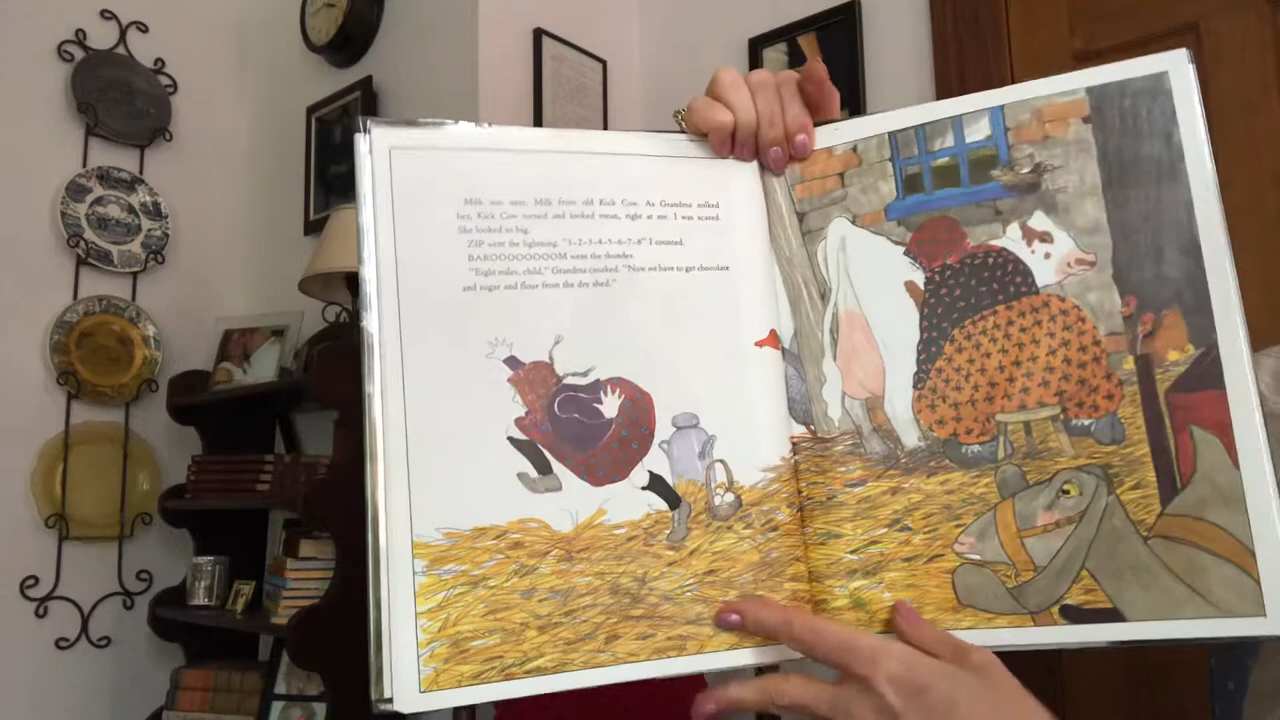 Milk was next. Milk from old Kick Cow. As Grandma milked
her, Kick Cow turned and looked mean, right at me. I was scared.
She looked so big.
ZIP went the lightning. "1–2–3–4–5–6–7–8" I counted.
BAROOOOOOOOM went the thunder.
"Eight miles, child," Grandma croaked. "Now we have to get chocolate
and sugar and flour from the dry shed."